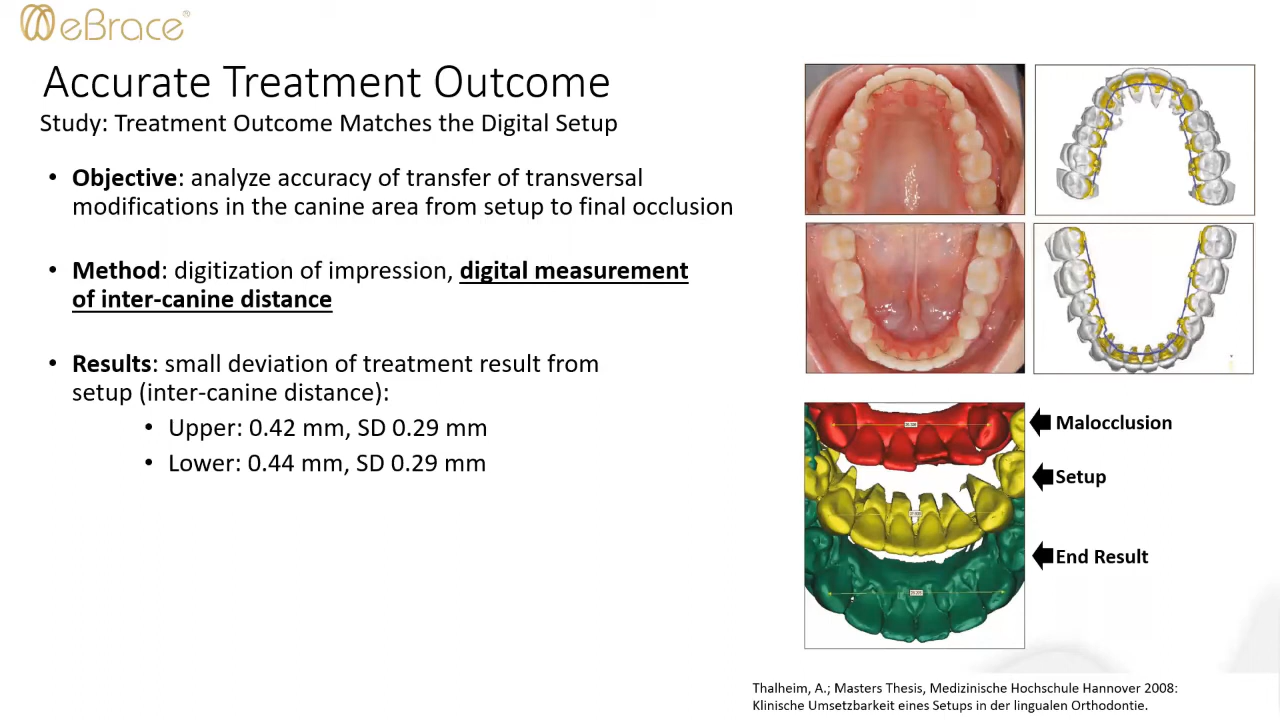 eBrace®
Accurate Treatment Outcome
Study: Treatment Outcome Matches the Digital Setup
• Objective: analyze accuracy of transfer of transversal
modifications in the canine area from setup to final occlusion
• Method: digitization of impression, digital measurement
of inter-canine distance
• Results: small deviation of treatment result from
setup (inter-canine distance):
• Upper: 0.42 mm, SD 0.29 mm
• Lower: 0.44 mm, SD 0.29 mm
Malocclusion
Setup
End Result
Thalheim, A.; Masters Thesis, Medizinische Hochschule Hannover 2008:
Klinische Umsetzbarkeit eines Setups in der lingualen Orthodontie.